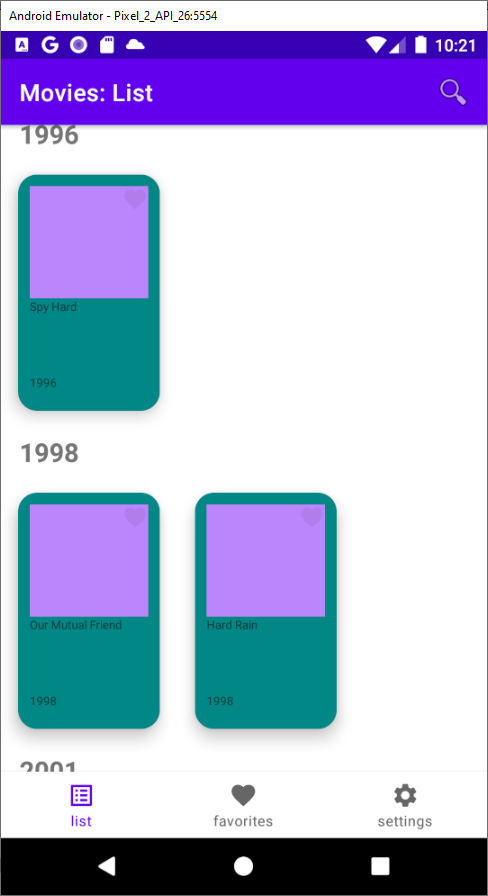 Android Emulator - Pixel_2_API_26:5554
A G 10:21
Movies: List
1996
Spy Hard
1996
1998
Our Mutual Friend Hard Rain
1998 1998
2001
list favorites settings